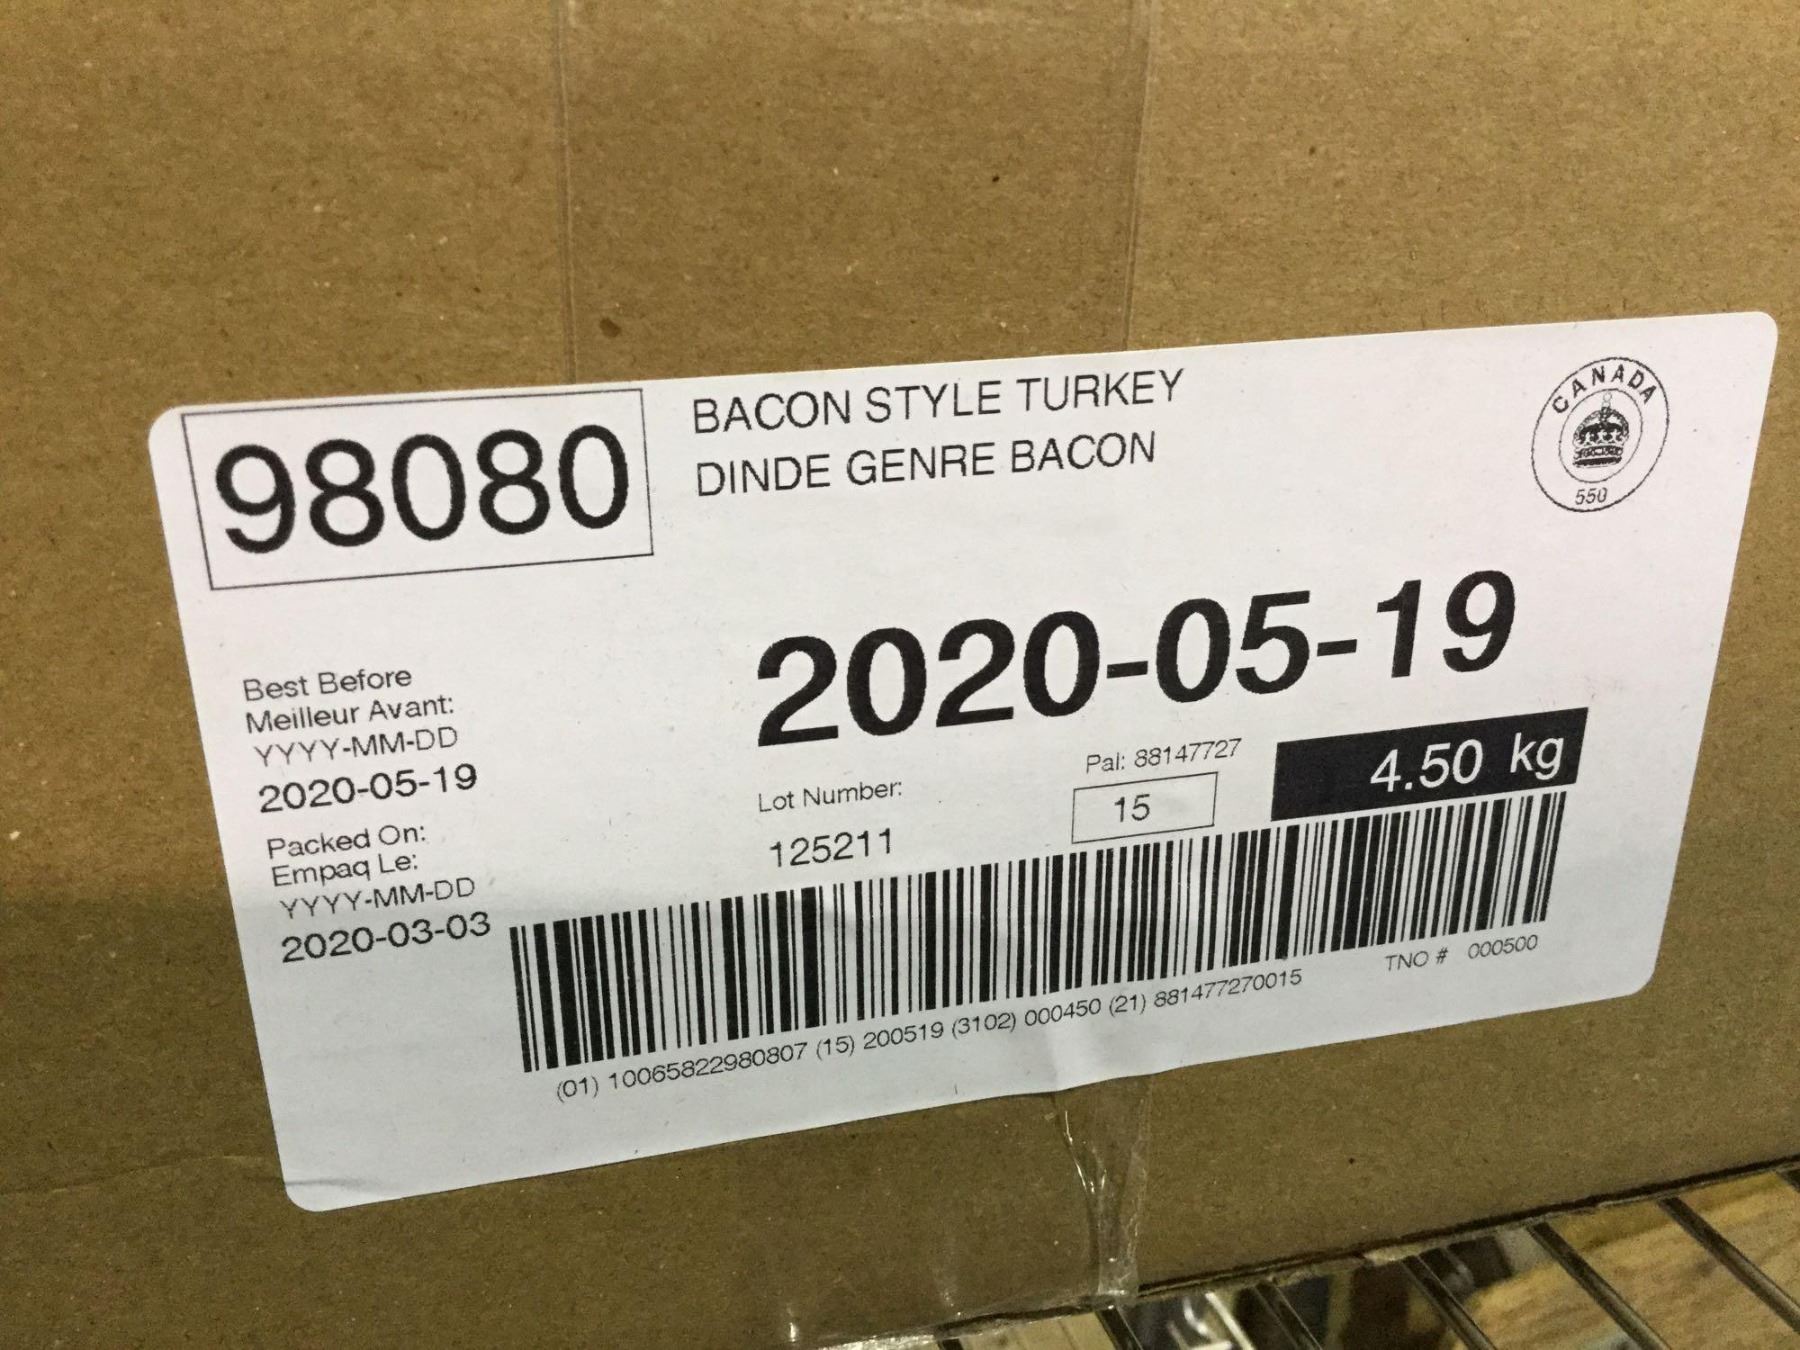 98080
BACON STYLE TURKEY
DINDE GENRE BACON
CANADA
550
2020-05-19
Best Before
Meilleur Avant:
YYYY-MM-DD
2020-05-19
Packed On:
Empaq Le:
YYYY-MM-DD
2020-03-03
Lot Number:
125211
Pal: 88147727
15
4.50 kg
(01) 10065822980807 (15) 200519 (3102) 000450 (21) 881477270015
TNO # 000500